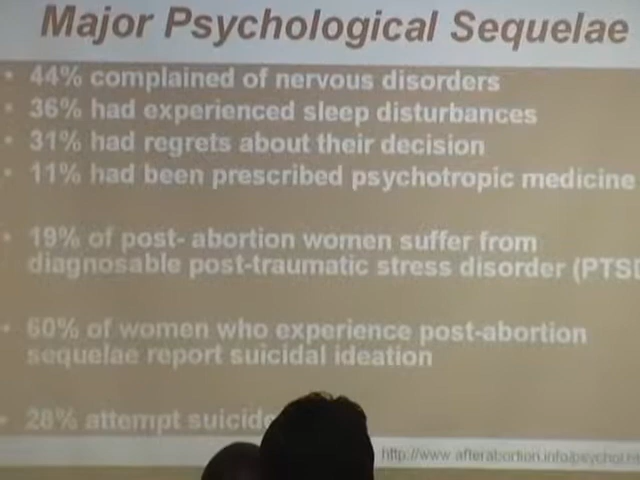 Major Psychological Sequelae
• 44% complained of nervous disorders
• 36% had experienced sleep disturbances
• 31% had regrets about their decision
• 11% had been prescribed psychotropic medicine
• 19% of post- abortion women suffer from
diagnosable post-traumatic stress disorder (PTSD
• 60% of women who experience post-abortion
sequelae report suicidal ideation
• 28% attempt suicide
http://www.afterabortion.info/psychol.ht